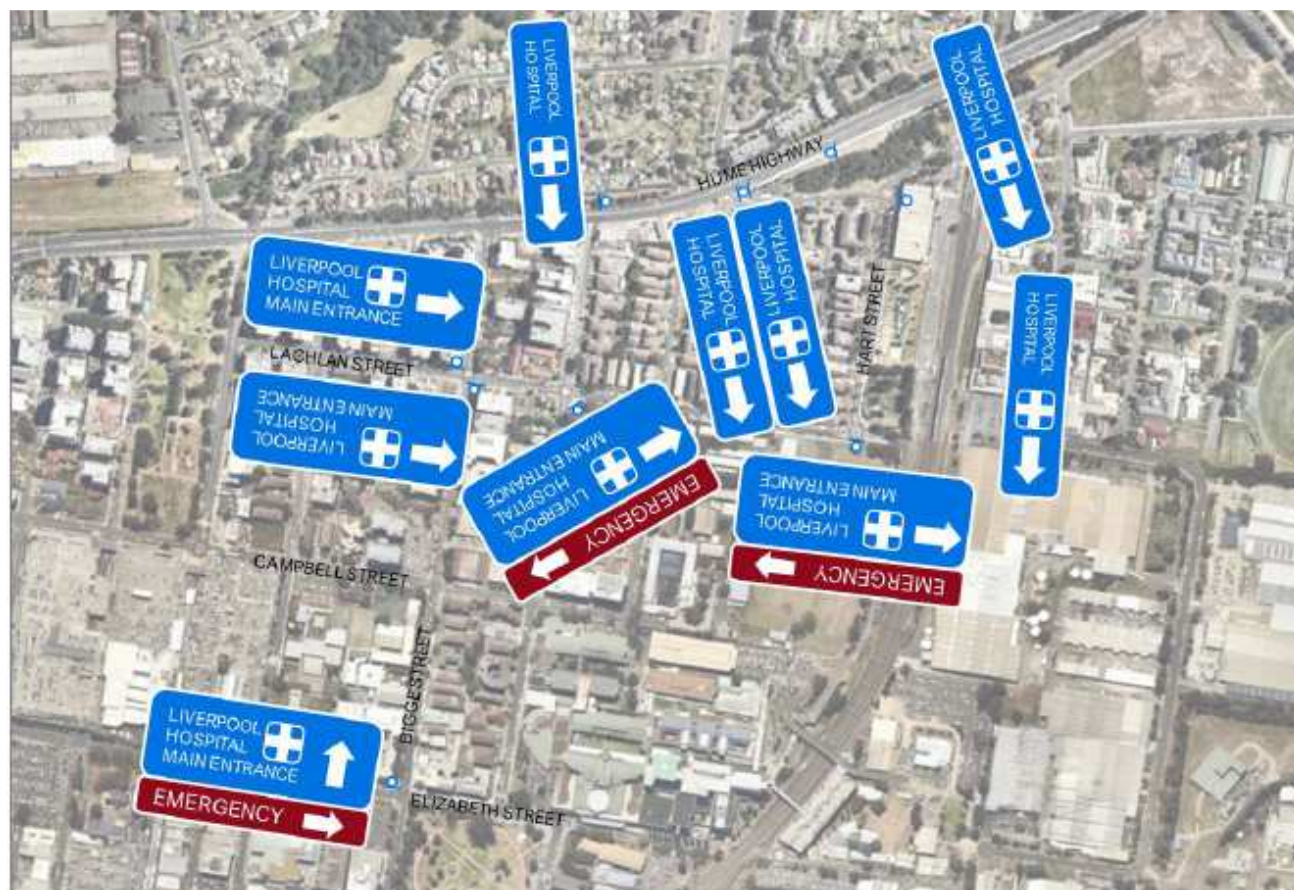 LIVERPOOL
HOSPITAL
LIVERPOOL
HOSPITAL
HUME HIGHWAY
LIVERPOOL
HOSPITAL
MAIN ENTRANCE
LIVERPOOL
HOSPITAL
LIVERPOOL
HOSPITAL
LIVERPOOL
HOSPITAL
HART STREET
LACHLAN STREET
LIVERPOOL
HOSPITAL
MAIN ENTRANCE
LIVERPOOL
HOSPITAL
MAIN ENTRANCE
EMERGENCY
LIVERPOOL
HOSPITAL
MAIN ENTRANCE
EMERGENCY
CAMPBELL STREET
BIGGE STREET
LIVERPOOL
HOSPITAL
MAIN ENTRANCE
EMERGENCY
ELIZABETH STREET